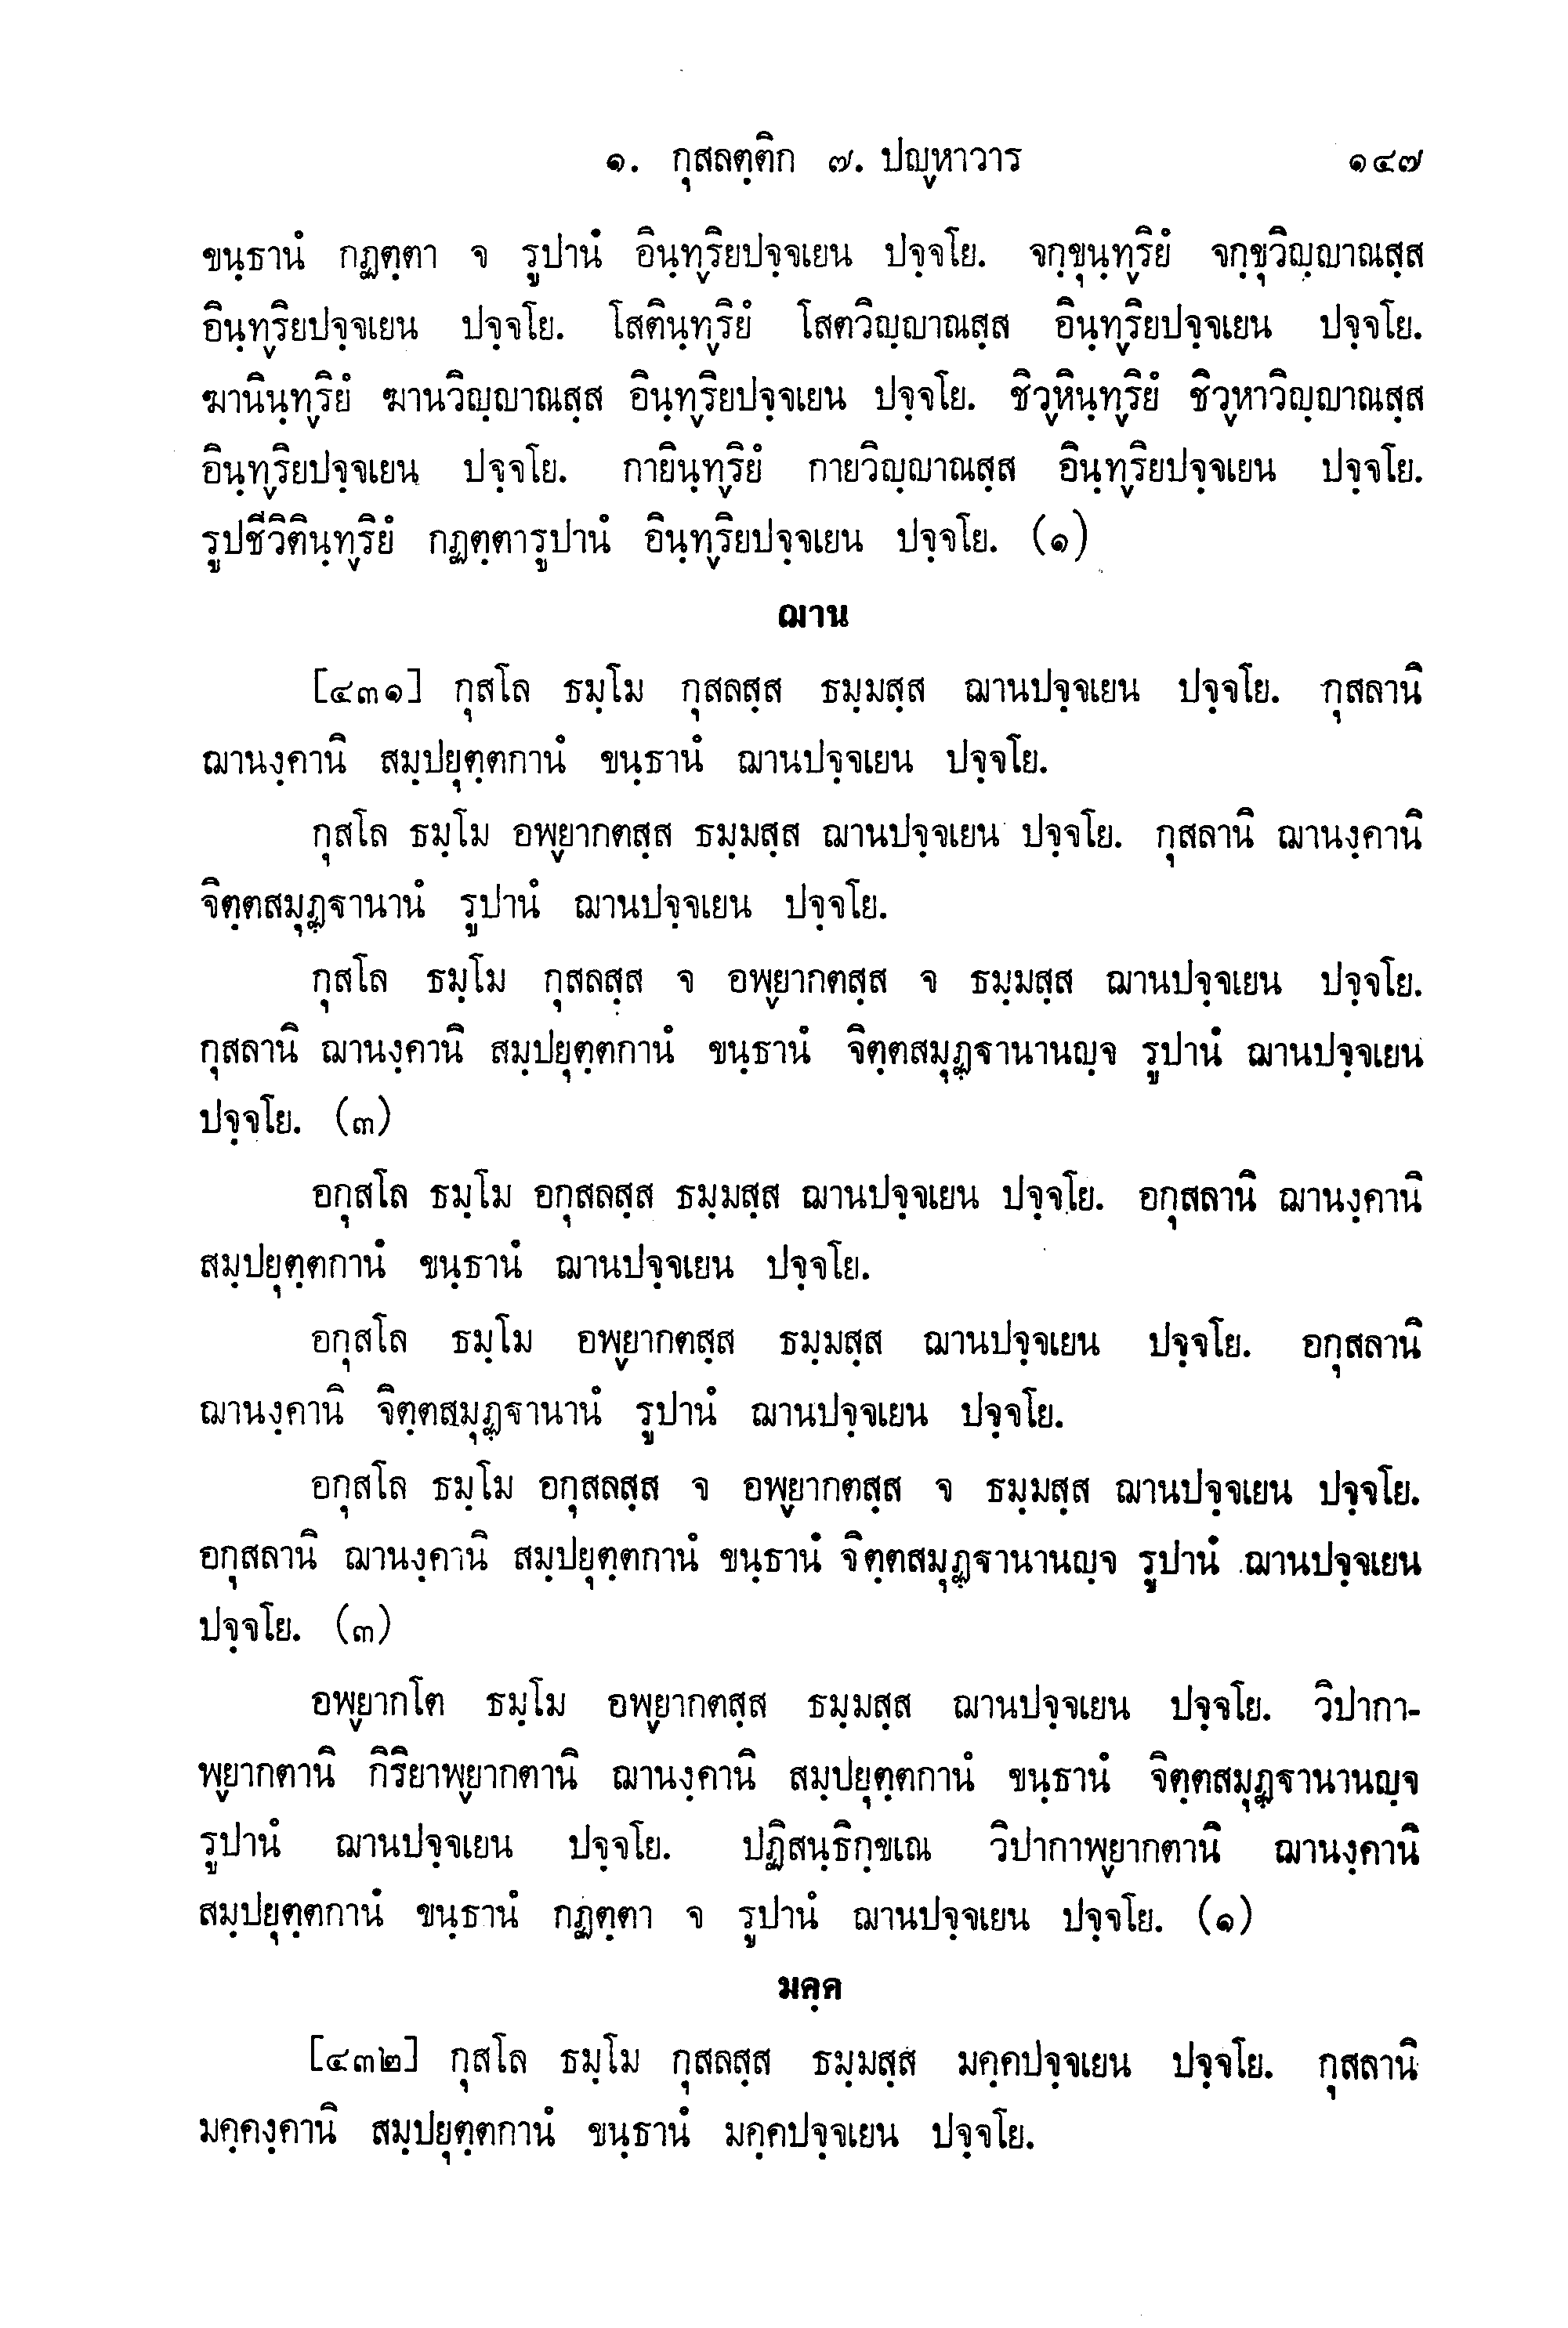 ๑. กุสลตฺติก ๗. ปญฺหาวาร ๑๔๗
ขนฺธานํ กฏตฺตา จ รูปานํ อินฺทฺริยปจฺจเยน ปจฺจโย. จกฺขุนฺทฺริยํ จกฺขุวิญฺญาณสฺส
อินฺทฺริยปจฺจเยน ปจฺจโย. โสตินฺทฺริยํ โสตวิญฺญาณสฺส อินฺทฺริยปจฺจเยน ปจฺจโย.
ฆานินฺทฺริยํ ฆานวิญฺญาณสฺส อินฺทฺริยปจฺจเยน ปจฺจโย. ชิวฺหินฺทฺริยํ ชิวฺหาวิญฺญาณสฺส
อินฺทฺริยปจฺจเยน ปจฺจโย. กายินฺทฺริยํ กายวิญฺญาณสฺส อินฺทฺริยปจฺจเยน ปจฺจโย.
รูปชีวิตินฺทฺริยํ กฏตฺตารูปานํ อินฺทฺริยปจฺจเยน ปจฺจโย. (๑)
ฌาน
[๔๓๑] กุสโล ธมฺโม กุสลสฺส ธมฺมสฺส ฌานปจฺจเยน ปจฺจโย. กุสลานิ
ฌานงฺคานิ สมฺปยุตฺตกานํ ขนฺธานํ ฌานปจฺจเยน ปจฺจโย.
กุสโล ธมฺโม อพฺยากตสฺส ธมฺมสฺส ฌานปจฺจเยน ปจฺจโย. กุสลานิ ฌานงฺคานิ
จิตฺตสมุฏฺฐานานํ รูปานํ ฌานปจฺจเยน ปจฺจโย.
กุสโล ธมฺโม กุสลสฺส จ อพฺยากตสฺส จ ธมฺมสฺส ฌานปจฺจเยน ปจฺจโย.
กุสลานิ ฌานงฺคานิ สมฺปยุตฺตกานํ ขนฺธานํ จิตฺตสมุฏฺฐานานญฺจ รูปานํ ฌานปจฺจเยน
ปจฺจโย. (๓)
อกุสโล ธมฺโม อกุสลสฺส ธมฺมสฺส ฌานปจฺจเยน ปจฺจโย. อกุสลานิ ฌานงฺคานิ
สมฺปยุตฺตกานํ ขนฺธานํ ฌานปจฺจเยน ปจฺจโย.
อกุสโล ธมฺโม อพฺยากตสฺส ธมฺมสฺส ฌานปจฺจเยน ปจฺจโย. อกุสลานิ
ฌานงฺคานิ จิตฺตสมุฏฺฐานานํ รูปานํ ฌานปจฺจเยน ปจฺจโย.
อกุสโล ธมฺโม อกุสลสฺส จ อพฺยากตสฺส จ ธมฺมสฺส ฌานปจฺจเยน ปจฺจโย.
อกุสลานิ ฌานงฺคานิ สมฺปยุตฺตกานํ ขนฺธานํ จิตฺตสมุฏฺฐานานญฺจ รูปานํ ฌานปจฺจเยน
ปจฺจโย. (๓)
อพฺยากโต ธมฺโม อพฺยากตสฺส ธมฺมสฺส ฌานปจฺจเยน ปจฺจโย. วิปากา-
พฺยากตานิ กิริยาพฺยากตานิ ฌานงฺคานิ สมฺปยุตฺตกานํ ขนฺธานํ จิตฺตสมุฏฺฐานานญฺจ
รูปานํ ฌานปจฺจเยน ปจฺจโย. ปฏิสนฺธิกฺขเณ วิปากาพฺยากตานิ ฌานงฺคานิ
สมฺปยุตฺตกานํ ขนฺธานํ กฏตฺตา จ รูปานํ ฌานปจฺจเยน ปจฺจโย. (๑)
มคฺค
[๔๓๒] กุสโล ธมฺโม กุสลสฺส ธมฺมสฺส มคฺคปจฺจเยน ปจฺจโย. กุสลานิ
มคฺคงฺคานิ สมฺปยุตฺตกานํ ขนฺธานํ มคฺคปจฺจเยน ปจฺจโย.